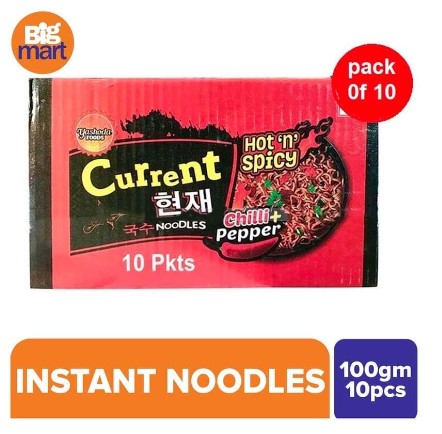 Big
mart
pack
0f 10
Yashoda
FOODS
Current
현재
국수 NOODLES
HOT 'n'
SPICY
Chilli+
Pepper
10 Pkts
INSTANT NOODLES
100gm
10pcs